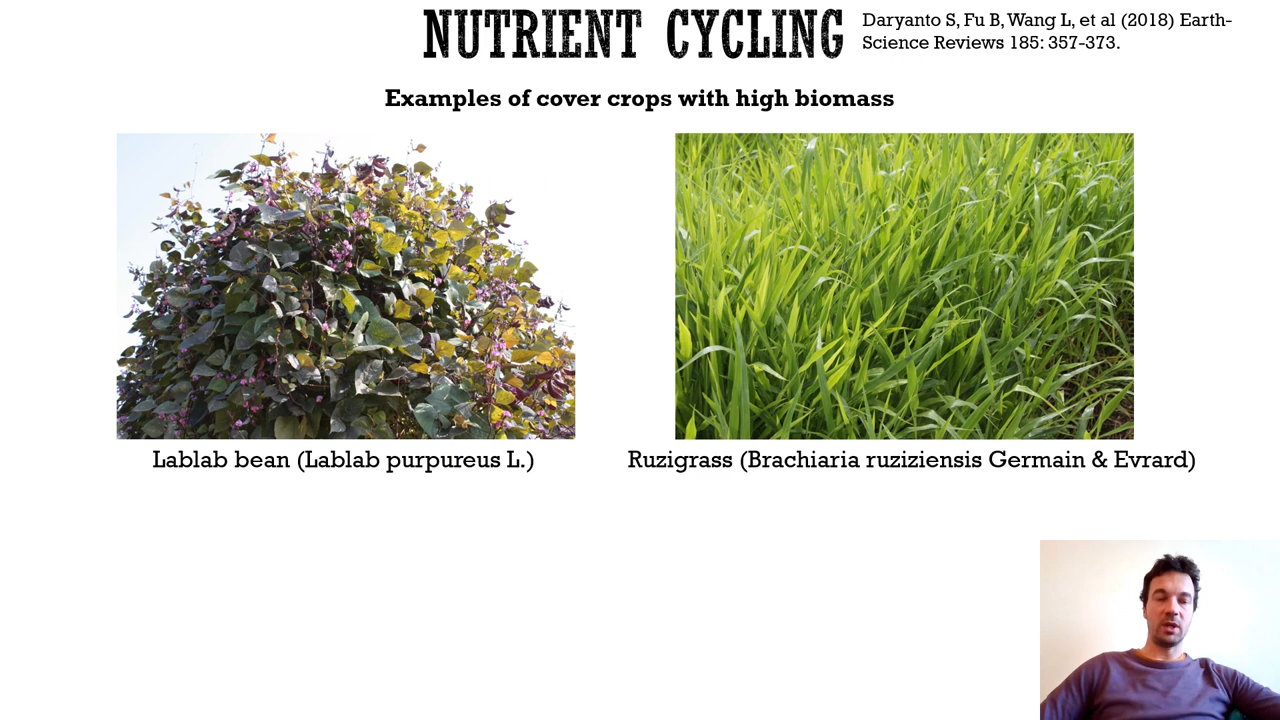 NUTRIENT CYCLING
Daryanto S, Fu B, Wang L, et al (2018) Earth-
Science Reviews 185: 357-373.
Examples of cover crops with high biomass
Lablab bean (Lablab purpureus L.)
Ruzigrass (Brachiaria ruziziensis Germain & Evrard)